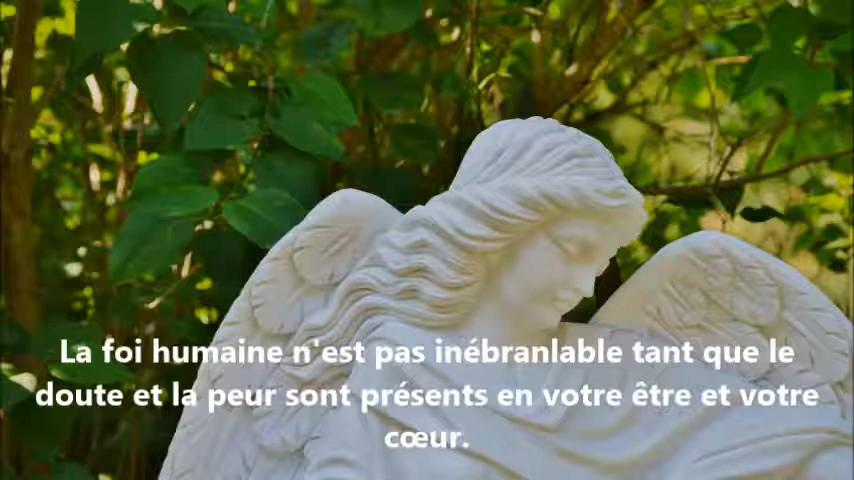 La foi humaine n'est pas inébranlable tant que le
doute et la peur sont présents en votre être et votre
cœur.